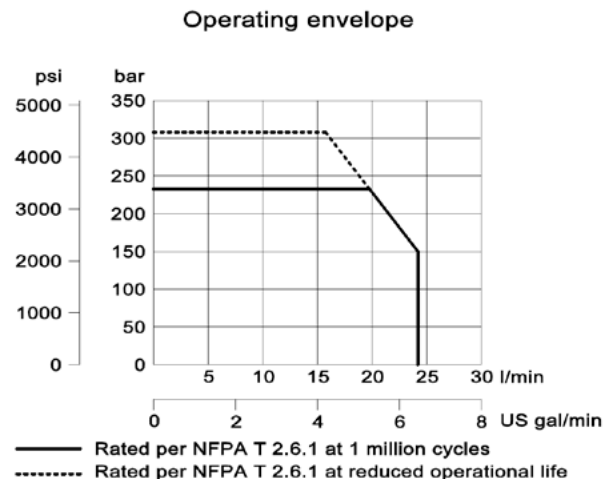 Operating envelope
psi bar
5000 350
4000 300
3000 250
2000 200
1000 150
0 100
50
0
5 10 15 20 25 30 l/min
0 2 4 6 8 US gal/min
Rated per NFPA T 2.6.1 at 1 million cycles
Rated per NFPA T 2.6.1 at reduced operational life